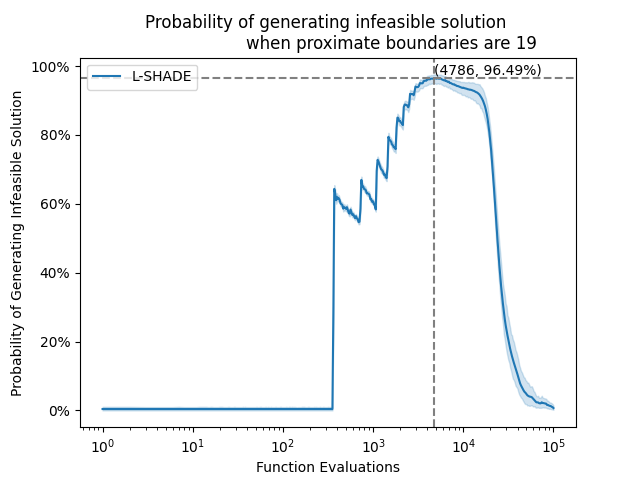 Probability of generating infeasible solution
when proximate boundaries are 19
100%
80%
60%
40%
20%
0%
Probability of Generating Infeasible Solution
L-SHADE
(4786, 96.49%)
10⁰
10¹
10²
10³
10⁴
10⁵
Function Evaluations